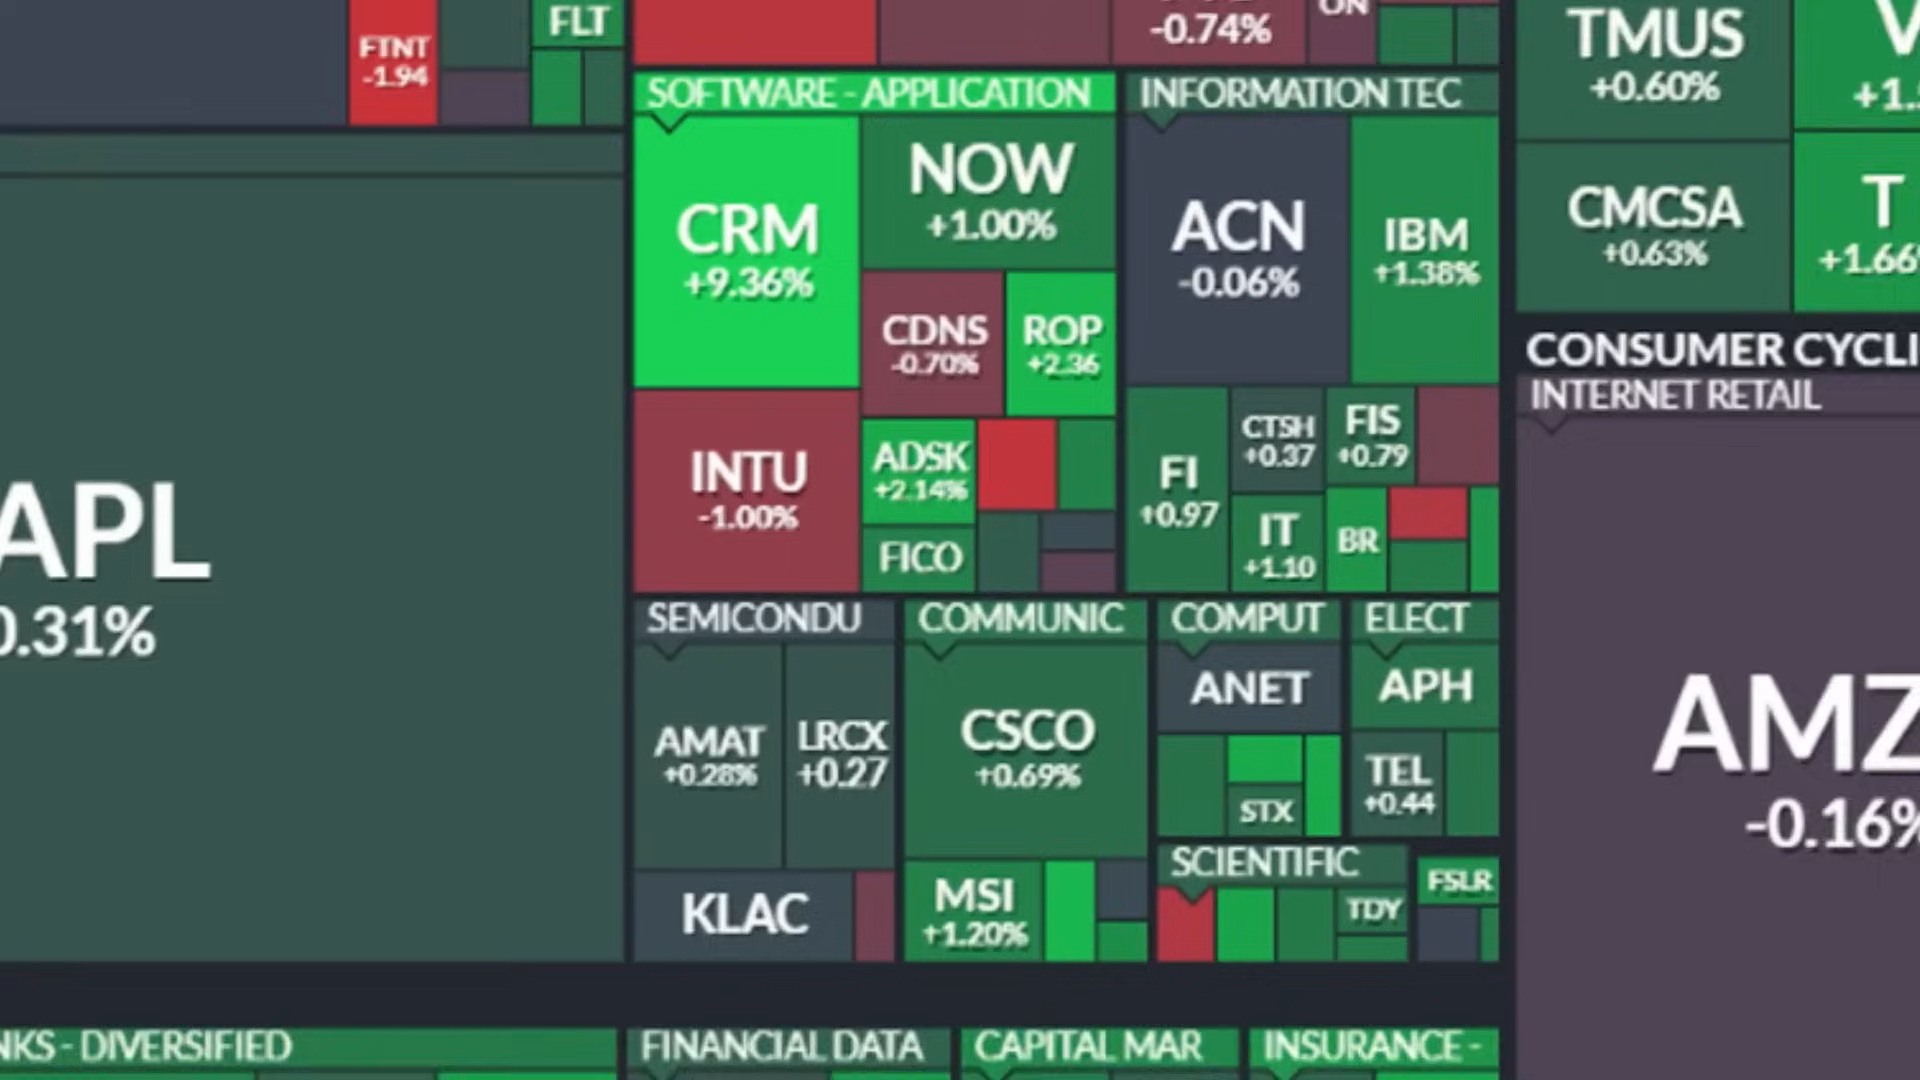 FTNT
-1.94
FLT
-0.74%
ON
TMUS
+0.60%
V
+1.
CMCSA
+0.63%
T
+1.66
SOFTWARE - APPLICATION
CRM
+9.36%
NOW
+1.00%
CDNS
-0.70%
ROP
+2.36
INTU
-1.00%
ADSK
+2.14%
FICO
INFORMATION TEC
ACN
-0.06%
IBM
+1.38%
FI
+0.97
CTSH
+0.37
FIS
+0.79
IT
+1.10
BR
CONSUMER CYCLI
INTERNET RETAIL
AMZ
-0.16%
APL
0.31%
SEMICONDU
AMAT
+0.28%
LRCX
+0.27
KLAC
COMMUNIC
CSCO
+0.69%
MSI
+1.20%
COMPUT
ANET
STX
ELECT
APH
TEL
+0.44
SCIENTIFIC
TDY
FSLR
NKS - DIVERSIFIED
FINANCIAL DATA
CAPITAL MAR
INSURANCE -